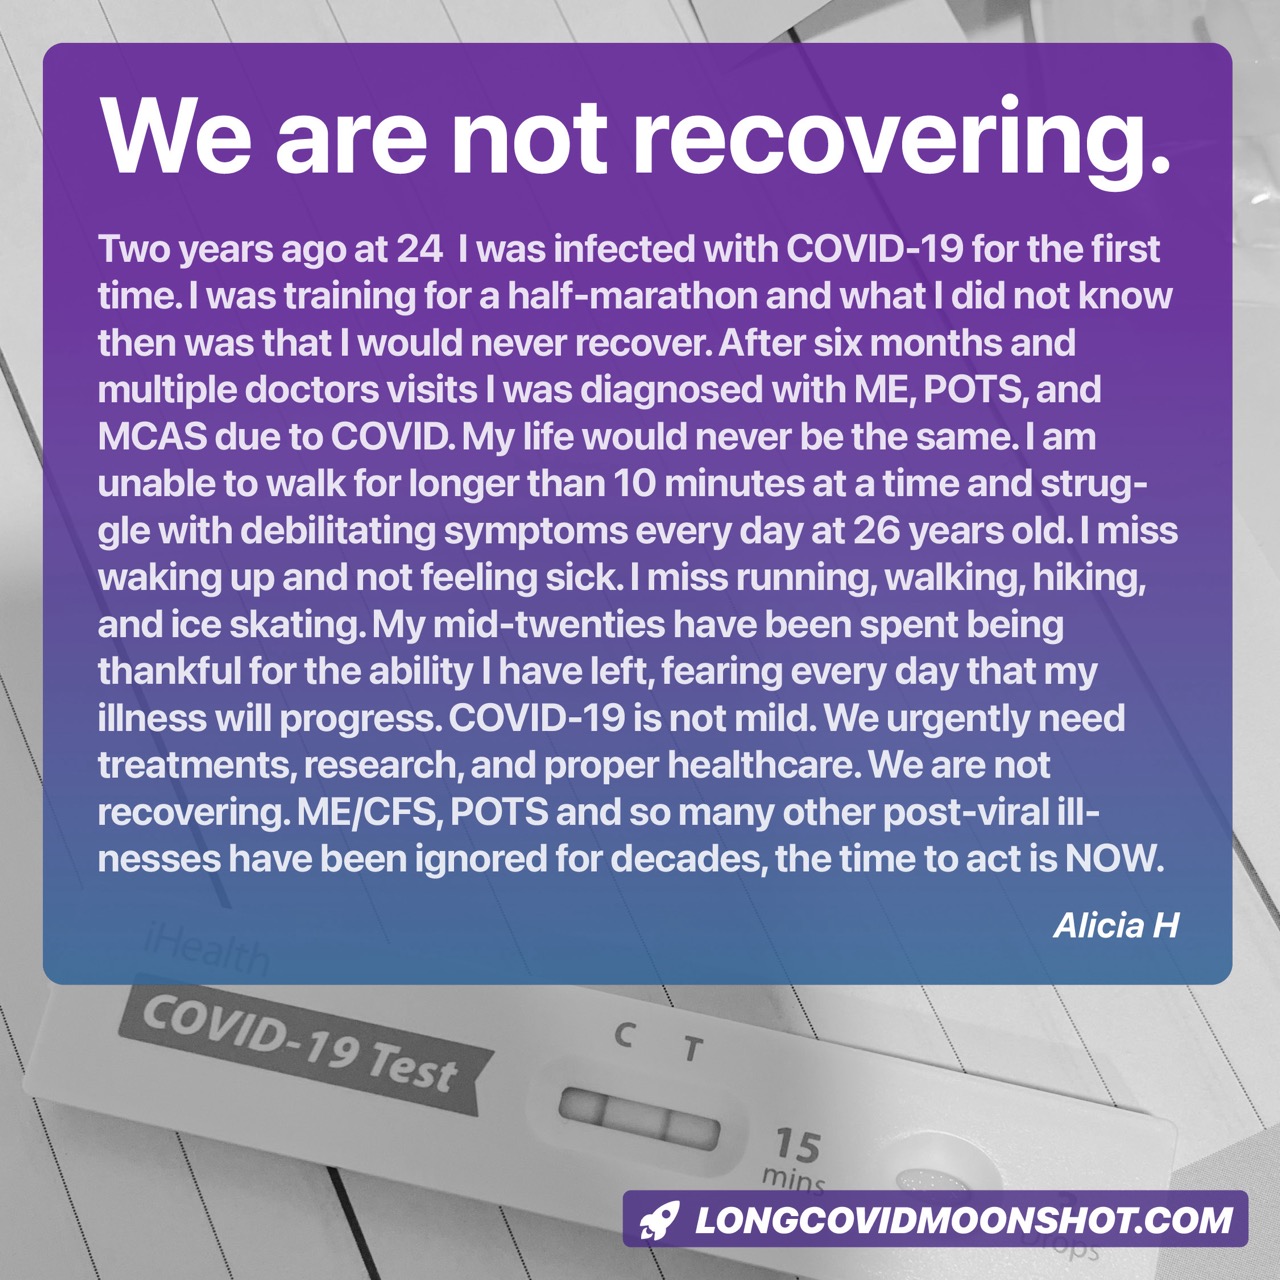 We are not recovering.
Two years ago at 24  I was infected with COVID-19 for the first
time. I was training for a half-marathon and what I did not know
then was that I would never recover. After six months and
multiple doctors visits I was diagnosed with ME, POTS, and
MCAS due to COVID. My life would never be the same. I am
unable to walk for longer than 10 minutes at a time and strug-
gle with debilitating symptoms every day at 26 years old. I miss
waking up and not feeling sick. I miss running, walking, hiking,
and ice skating. My mid-twenties have been spent being
thankful for the ability I have left, fearing every day that my
illness will progress. COVID-19 is not mild. We urgently need
treatments, research, and proper healthcare. We are not
recovering. ME/CFS, POTS and so many other post-viral ill-
nesses have been ignored for decades, the time to act is NOW.
Alicia H
iHealth
COVID-19 Test
C T
15
mins
Drops
LONGCOVIDMOONSHOT.COM